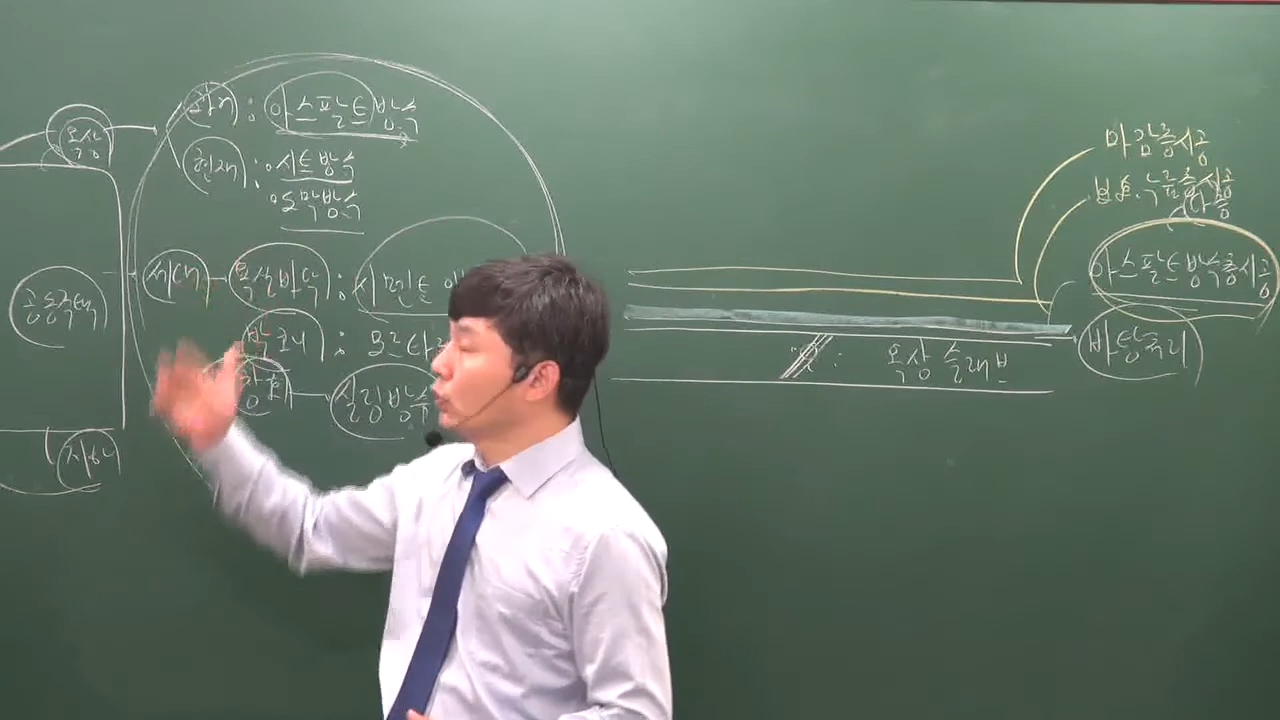 옥상
과거 : 아스팔트 방수
현재 : 시트방수
도막방수
세대 욕실바닥 : 시멘트
발코니 : 모르타르
창호 실링방수
공동주택
지하
마감층시공
보호·누름층시공
아스팔트방수층시공
바탕처리
옥상 슬래브